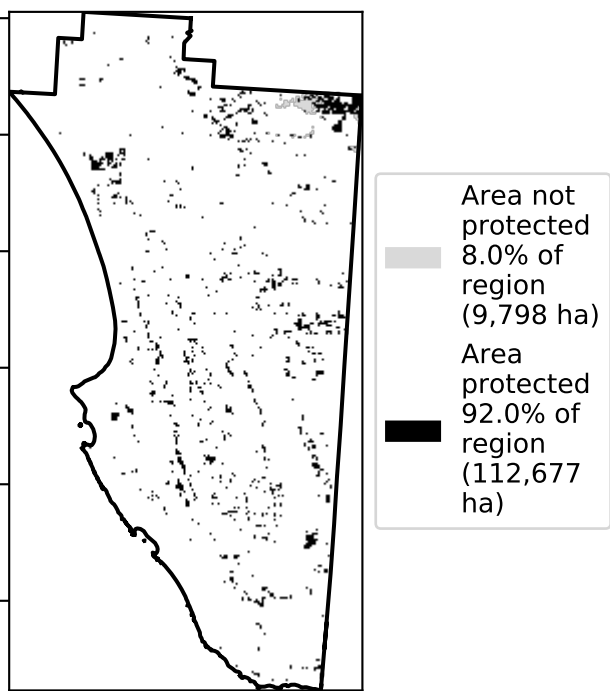 Area not
protected
8.0% of
region
(9,798 ha)
Area
protected
92.0% of
region
(112,677
ha)